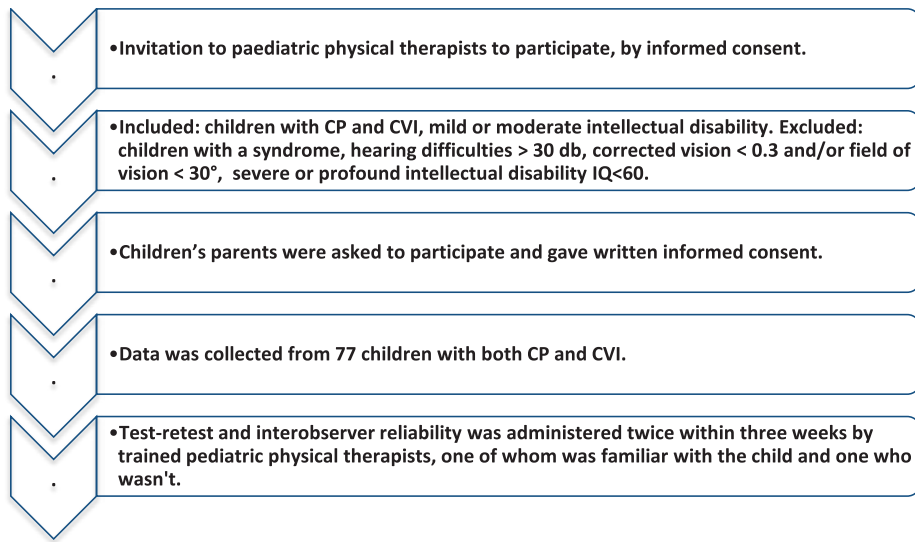 •Invitation to paediatric physical therapists to participate, by informed consent.
•Included: children with CP and CVI, mild or moderate intellectual disability. Excluded:
children with a syndrome, hearing difficulties > 30 db, corrected vision < 0.3 and/or field of
vision < 30°,  severe or profound intellectual disability IQ<60.
•Children’s parents were asked to participate and gave written informed consent.
•Data was collected from 77 children with both CP and CVI.
•Test-retest and interobserver reliability was administered twice within three weeks by
trained pediatric physical therapists, one of whom was familiar with the child and one who
wasn't.